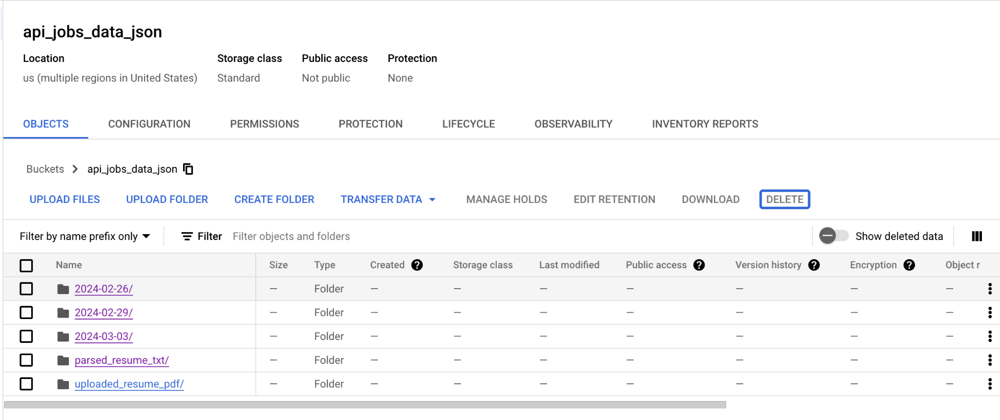 api_jobs_data_json
Location Storage class Public access Protection
us (multiple regions in United States) Standard Not public None
OBJECTS CONFIGURATION PERMISSIONS PROTECTION LIFECYCLE OBSERVABILITY INVENTORY REPORTS
Buckets > api_jobs_data_json
UPLOAD FILES UPLOAD FOLDER CREATE FOLDER TRANSFER DATA MANAGE HOLDS EDIT RETENTION DOWNLOAD DELETE
Filter by name prefix only Filter Filter objects and folders Show deleted data
Name Size Type Created ? Storage class Last modified Public access ? Version history ? Encryption ? Object r
2024-02-26/ — Folder — — — — — — —
2024-02-29/ — Folder — — — — — — —
2024-03-03/ — Folder — — — — — — —
parsed_resume_txt/ — Folder — — — — — — —
uploaded_resume_pdf/ — Folder — — — — — — —